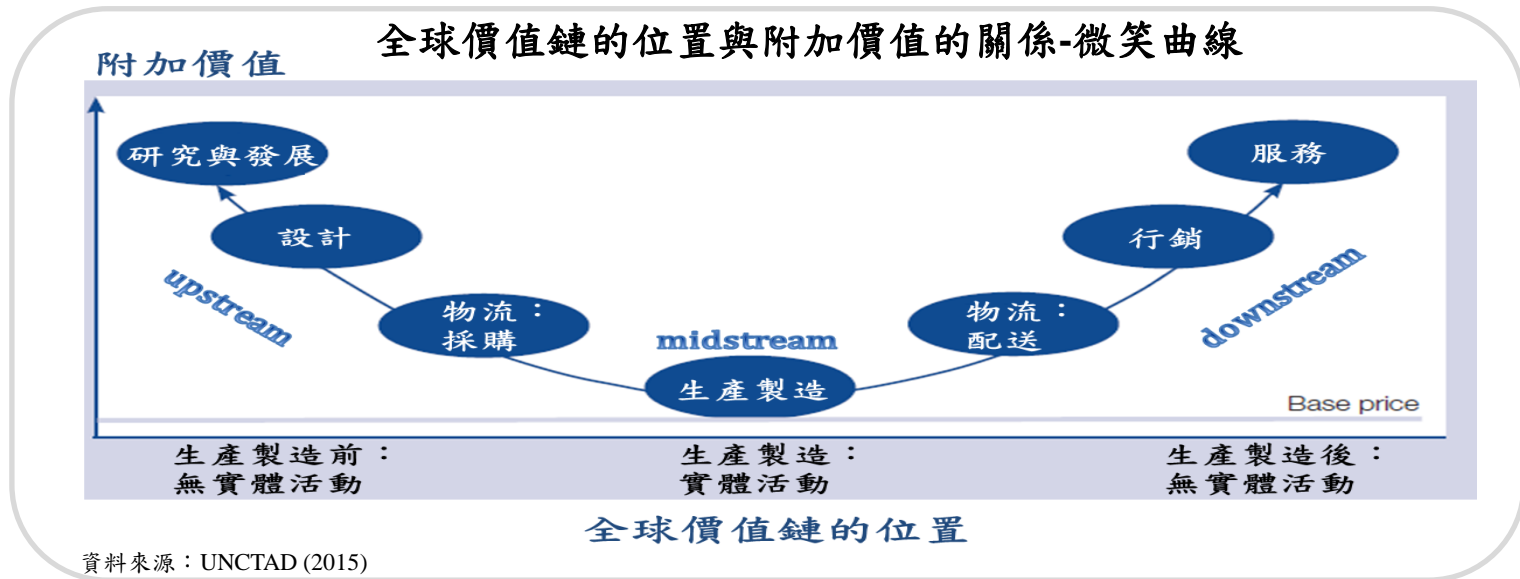 全球價值鏈的位置與附加價值的關係-微笑曲線
附加價值
研究與發展
服務
設計
行銷
upstream
downstream
物流：
採購
物流：
配送
midstream
生產製造
Base price
生產製造前：
無實體活動
生產製造：
實體活動
生產製造後：
無實體活動
全球價值鏈的位置
資料來源：UNCTAD (2015)